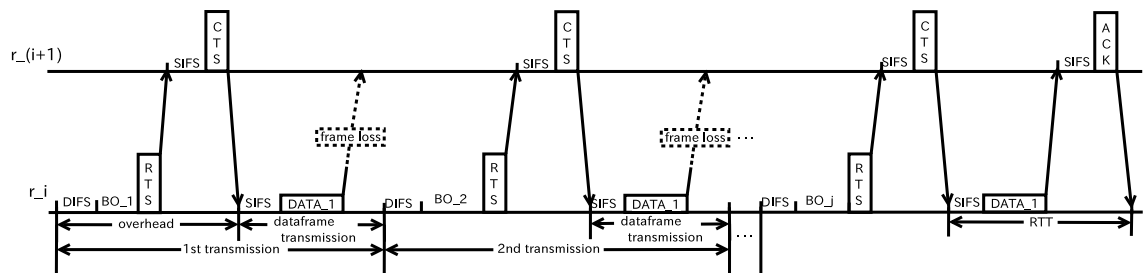 C T S
C T S
C T S
A C K
r_(i+1)
SIFS
SIFS
SIFS
SIFS
frame loss
frame loss
...
R T S
R T S
R T S
r_i
DIFS
BO_1
SIFS
DATA_1
DIFS
BO_2
SIFS
DATA_1
DIFS
BO_j
SIFS
DATA_1
overhead
dataframe
transmission
dataframe
transmission
...
RTT
1st transmission
2nd transmission